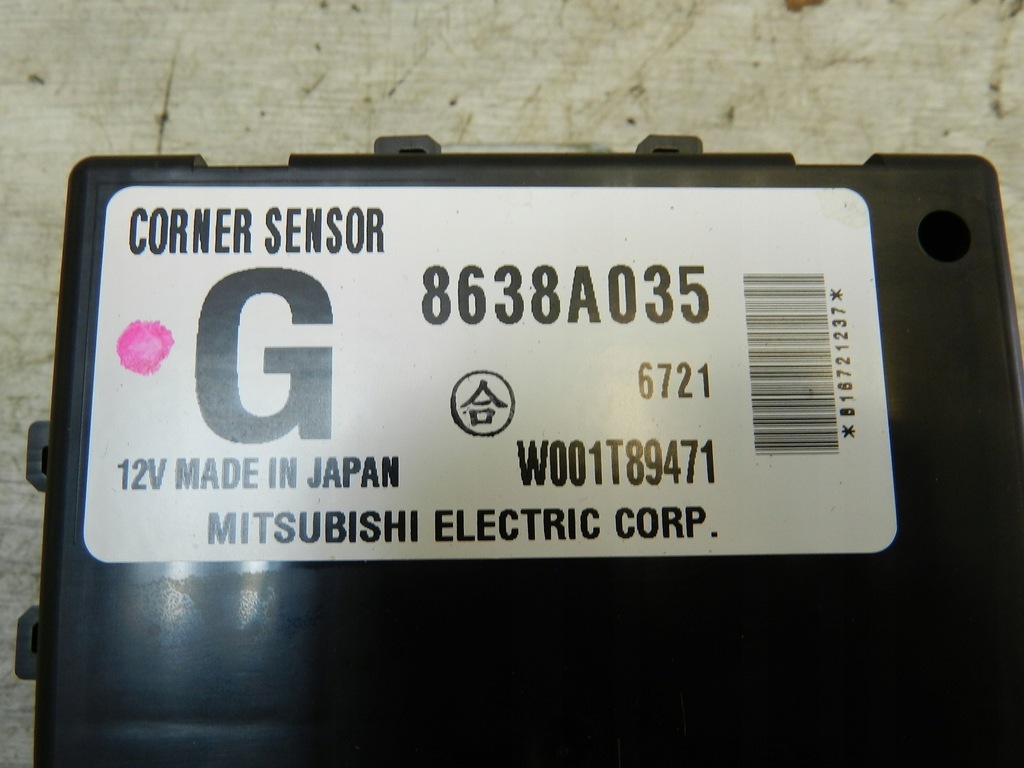 CORNER SENSOR
G
8638A035
6721
合
W001T89471
12V MADE IN JAPAN
MITSUBISHI ELECTRIC CORP.
*B16721237*